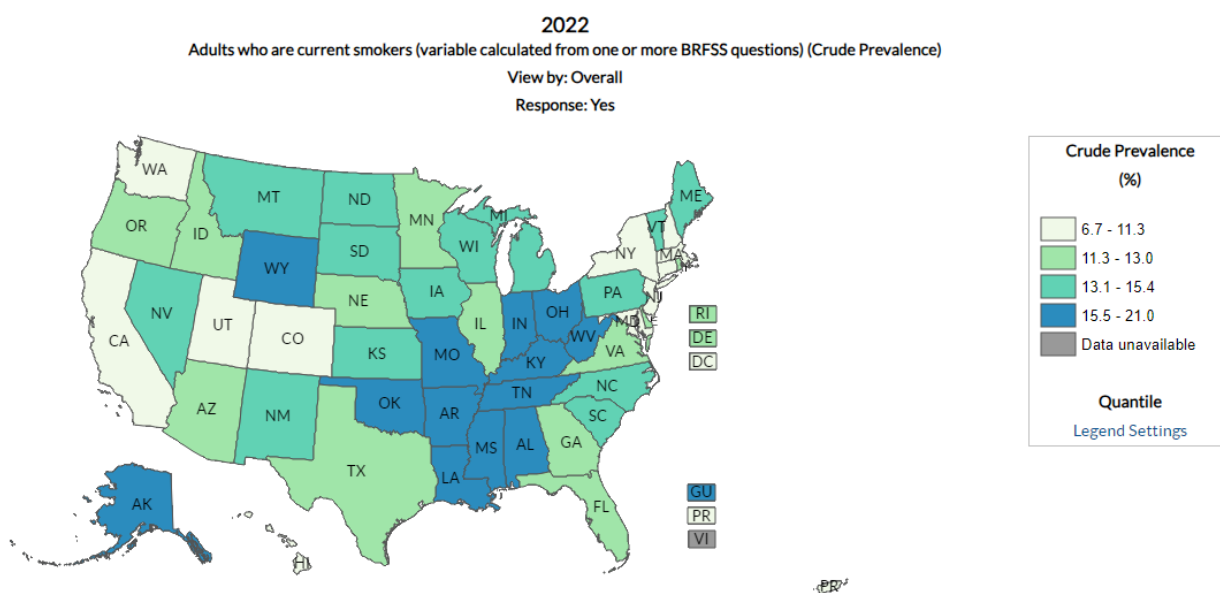 2022
Adults who are current smokers (variable calculated from one or more BRFSS questions) (Crude Prevalence)
View by: Overall
Response: Yes
Crude Prevalence
(%)
6.7 - 11.3
11.3 - 13.0
13.1 - 15.4
15.5 - 21.0
Data unavailable
Quantile
Legend Settings
WA
MT
ND
MN
MI
ME
VT
OR
ID
SD
WI
NY
MA
WY
NE
IA
PA
NJ
NV
UT
CO
IL
IN
OH
MD
RI
CA
KS
MO
WV
VA
DE
KY
DC
AZ
NM
OK
AR
TN
NC
SC
TX
LA
MS
AL
GA
FL
AK
HI
GU
PR
VI
PR